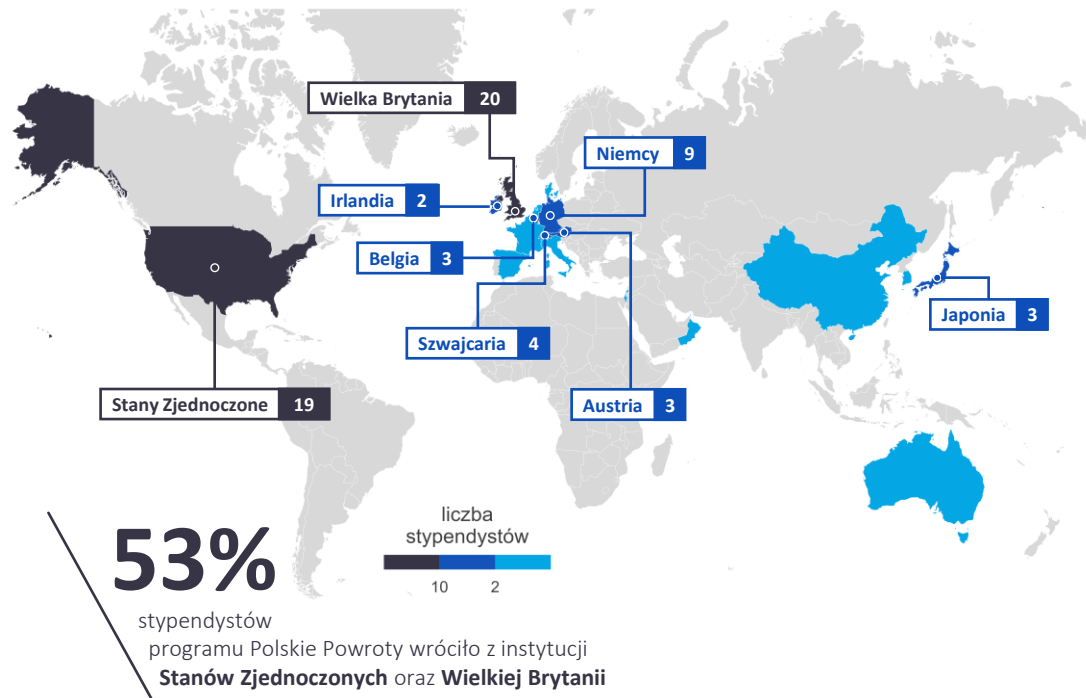 Wielka Brytania 20
Niemcy 9
Irlandia 2
Belgia 3
Japonia 3
Szwajcaria 4
Stany Zjednoczone 19
Austria 3
liczba
stypendystów
10 2
53%
stypendystów
programu Polskie Powroty wróciło z instytucji
Stanów Zjednoczonych oraz Wielkiej Brytanii